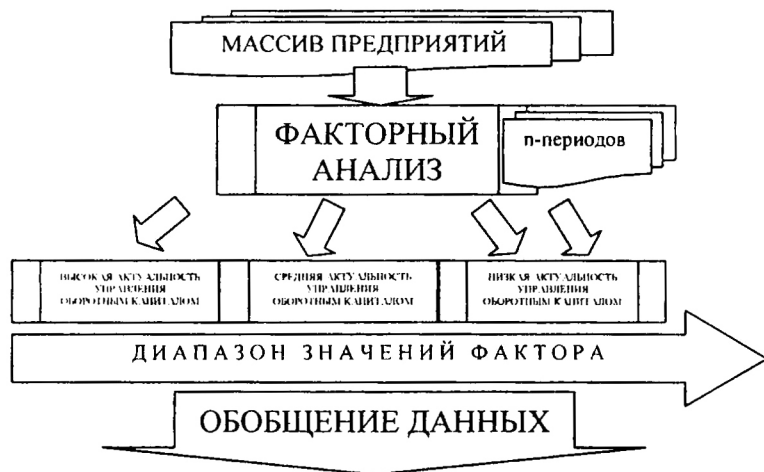 МАССИВ ПРЕДПРИЯТИЙ
ФАКТОРНЫЙ
АНАЛИЗ
n-периодов
ВЫСОКАЯ АКТУАЛЬНОСТЬ
УПРАВЛЕНИЯ
ОБОРОТНЫМ КАПИТАЛОМ
СРЕДНЯЯ АКТУАЛЬНОСТЬ
УПРАВЛЕНИЯ
ОБОРОТНЫМ КАПИТАЛОМ
НИЗКАЯ АКТУАЛЬНОСТЬ
УПРАВЛЕНИЯ
ОБОРОТНЫМ КАПИТАЛОМ
ДИАПАЗОН ЗНАЧЕНИЙ ФАКТОРА
ОБОБЩЕНИЕ ДАННЫХ